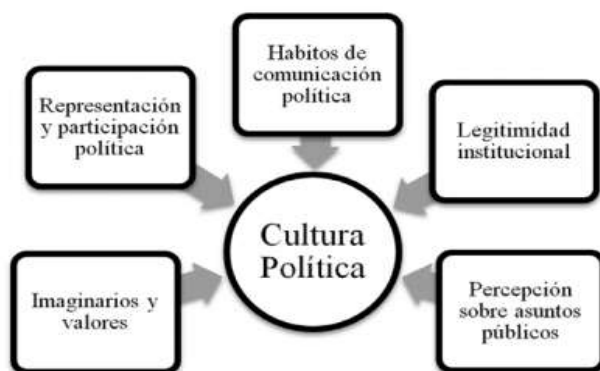 Habitos de
comunicación
política
Representación
y participación
política
Legitimidad
institucional
Cultura
Política
Imaginarios y
valores
Percepción
sobre asuntos
públicos